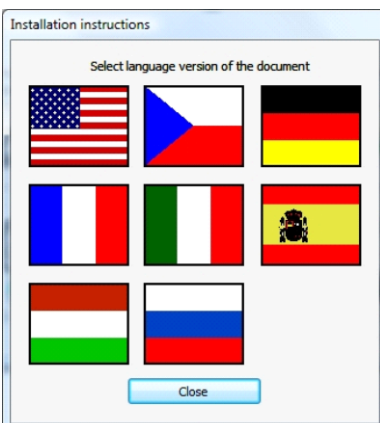 Installation instructions
Select language version of the document
Close